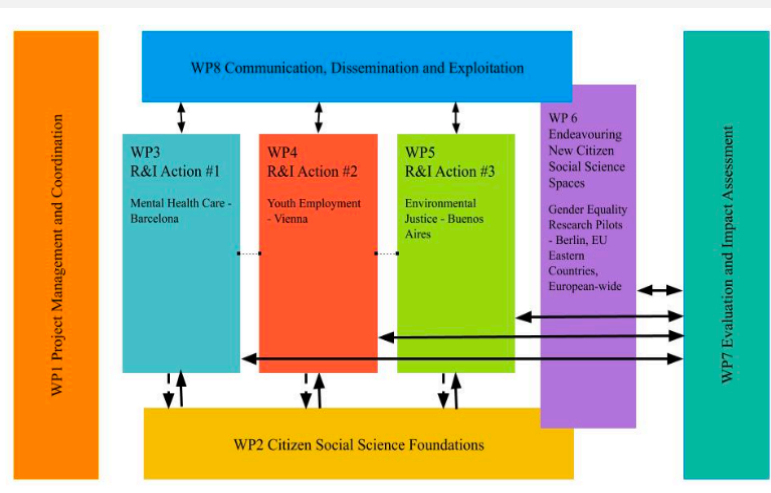 WP1 Project Management and Coordination
WP8 Communication, Dissemination and Exploitation
WP3
R&I Action #1
Mental Health Care -
Barcelona
WP4
R&I Action #2
Youth Employment
- Vienna
WP5
R&I Action #3
Environmental
Justice - Buenos
Aires
WP 6
Endeavouring
New Citizen
Social Science
Spaces
Gender Equality
Research Pilots
- Berlin, EU
Eastern
Countries,
European-wide
WP7 Evaluation and Impact Assessment
WP2 Citizen Social Science Foundations